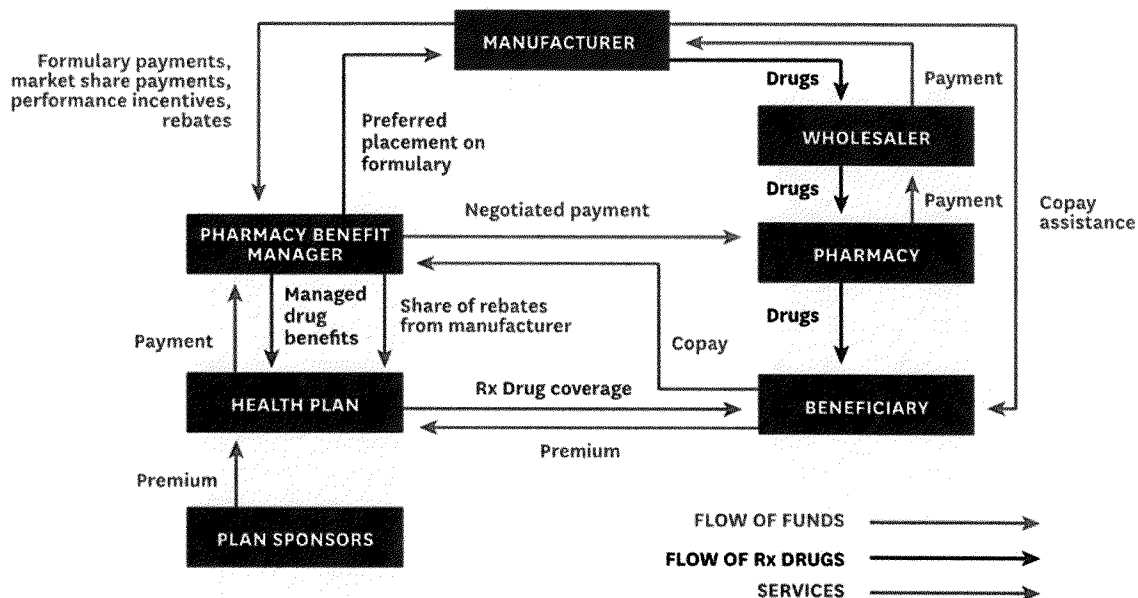 MANUFACTURER
Formulary payments,
market share payments,
performance incentives,
rebates
Preferred
placement on
formulary
Drugs
Payment
WHOLESALER
Drugs
Payment
Copay
assistance
Negotiated payment
PHARMACY BENEFIT
MANAGER
PHARMACY
Managed
drug
benefits
Share of rebates
from manufacturer
Payment
Copay
Drugs
HEALTH PLAN
Rx Drug coverage
BENEFICIARY
Premium
Premium
PLAN SPONSORS
FLOW OF FUNDS
FLOW OF Rx DRUGS
SERVICES